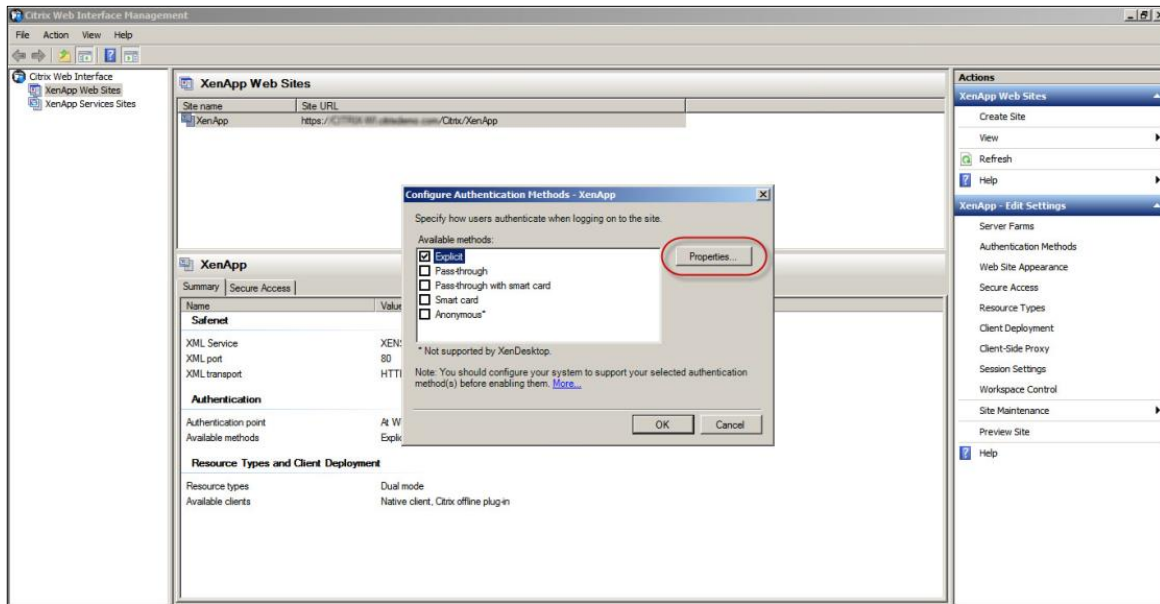 Citrix Web Interface Management
File Action View Help
Citrix Web Interface
XenApp Web Sites
XenApp Services Sites
XenApp Web Sites
Site name Site URL
XenApp https:// .com/Citrix/XenApp
XenApp
Summary Secure Access
Name Value
Safenet
XML Service XENS
XML port 80
XML transport HTTP
Authentication
Authentication point At W
Available methods Explic
Resource Types and Client Deployment
Resource types Dual mode
Available clients Native client, Citrix offline plug-in
Configure Authentication Methods - XenApp
Specify how users authenticate when logging on to the site.
Available methods:
Explicit
Pass-through
Pass-through with smart card
Smart card
Anonymous*
Properties...
* Not supported by XenDesktop.
Note: You should configure your system to support your selected authentication
method(s) before enabling them. More...
OK Cancel
Actions
XenApp Web Sites
Create Site
View
Refresh
Help
XenApp - Edit Settings
Server Farms
Authentication Methods
Web Site Appearance
Secure Access
Resource Types
Client Deployment
Client-Side Proxy
Session Settings
Workspace Control
Site Maintenance
Preview Site
Help